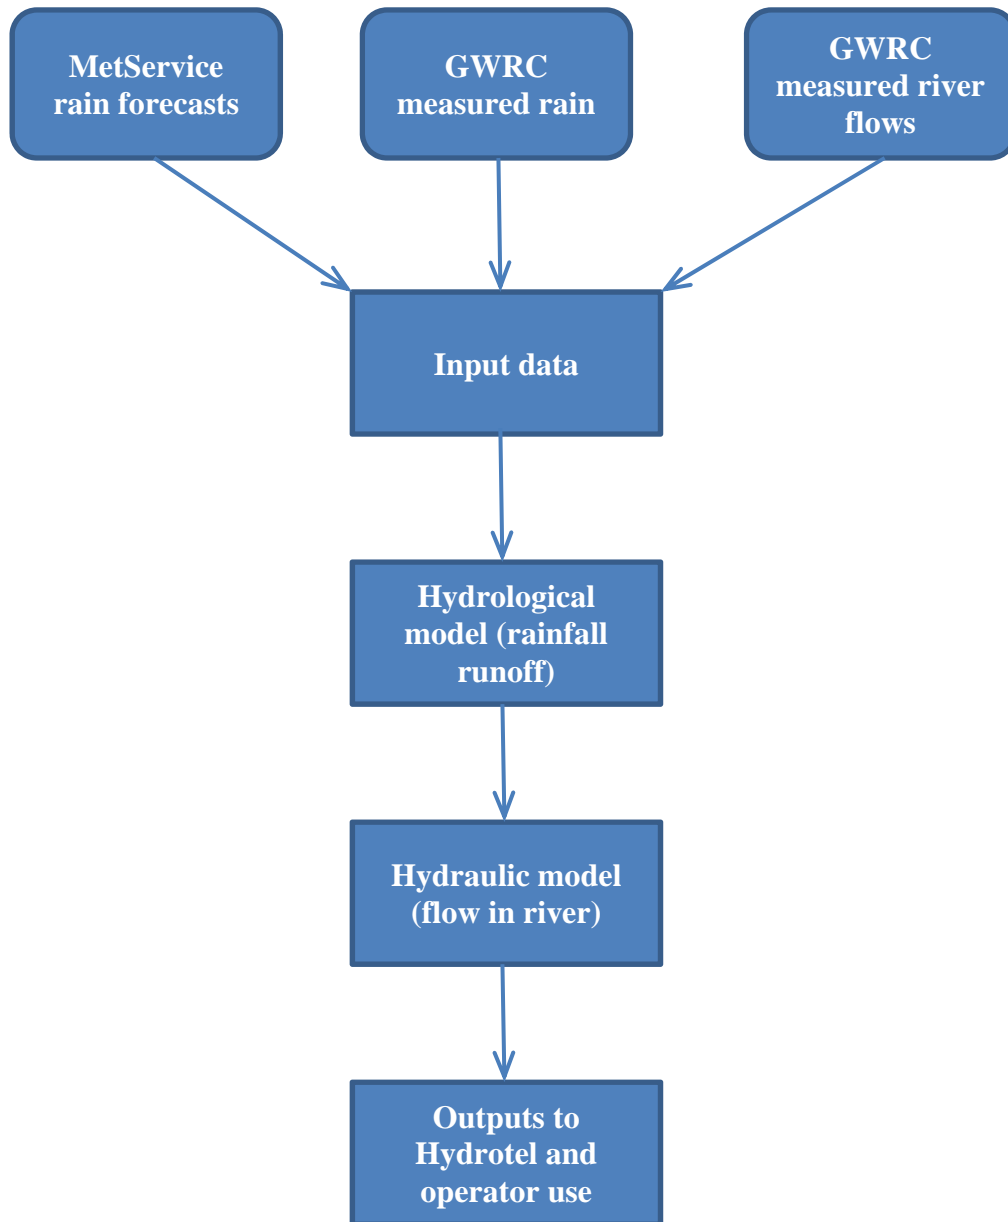 MetService
rain forecasts
GWRC
measured rain
GWRC
measured river
flows
Input data
Hydrological
model (rainfall
runoff)
Hydraulic model
(flow in river)
Outputs to
Hydrotel and
operator use